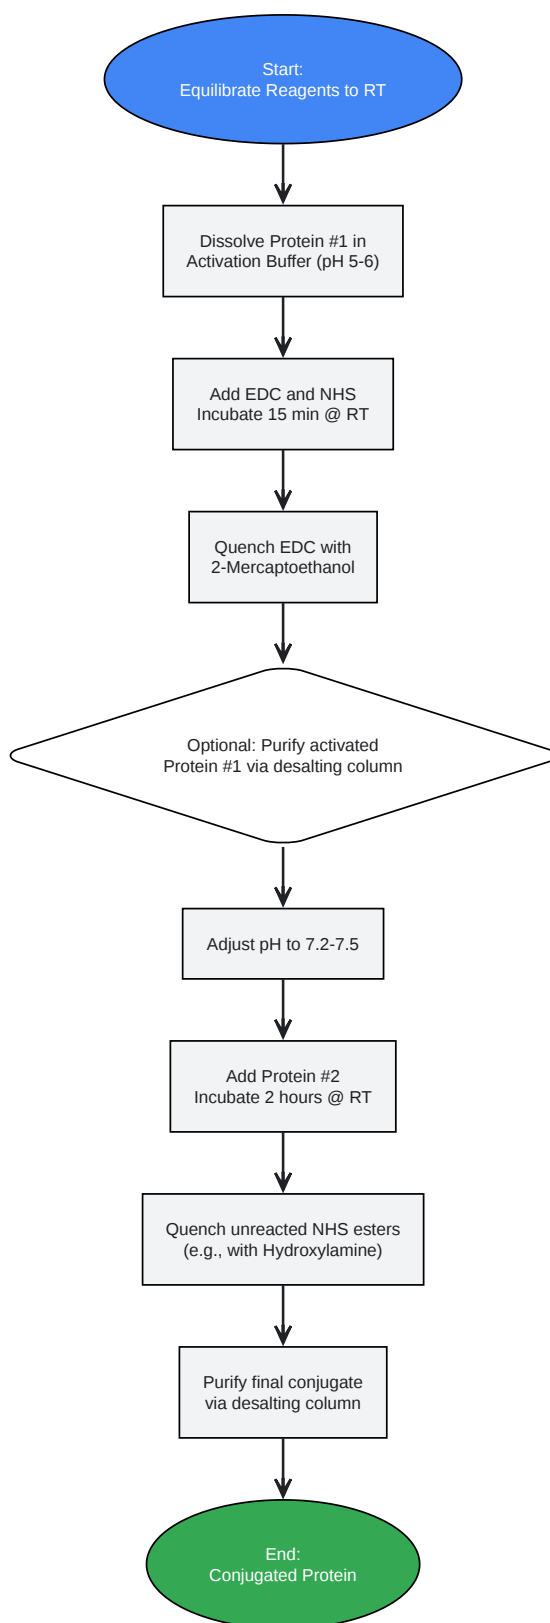 Start:
Equilibrate Reagents to RT
Dissolve Protein #1 in
Activation Buffer (pH 5-6)
Add EDC and NHS
Incubate 15 min @ RT
Quench EDC with
2-Mercaptoethanol
Optional: Purify activated
Protein #1 via desalting column
Adjust pH to 7.2-7.5
Add Protein #2
Incubate 2 hours @ RT
Quench unreacted NHS esters
(e.g., with Hydroxylamine)
Purify final conjugate
via desalting column
End:
Conjugated Protein